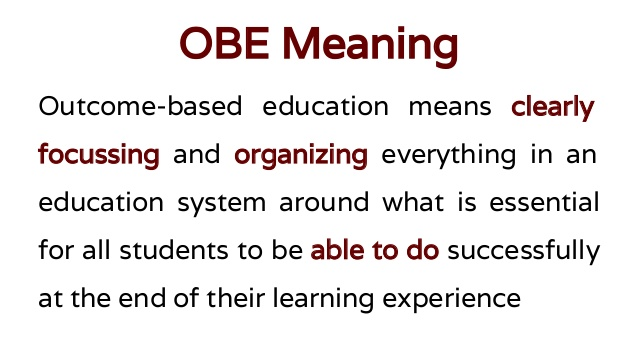 OBE Meaning
Outcome-based education means clearly
focussing and organizing everything in an
education system around what is essential
for all students to be able to do successfully
at the end of their learning experience